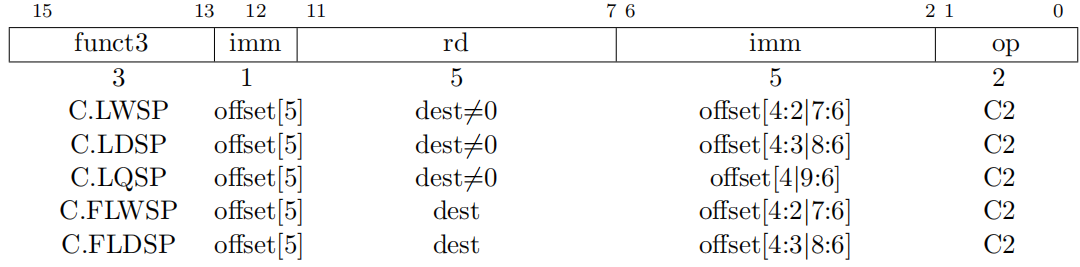 15 13 12 11 7 6 2 1 0
funct3 imm rd imm op
3 1 5 5 2
C.LWSP offset[5] dest≠0 offset[4:2|7:6] C2
C.LDSP offset[5] dest≠0 offset[4:3|8:6] C2
C.LQSP offset[5] dest≠0 offset[4|9:6] C2
C.FLWSP offset[5] dest offset[4:2|7:6] C2
C.FLDSP offset[5] dest offset[4:3|8:6] C2